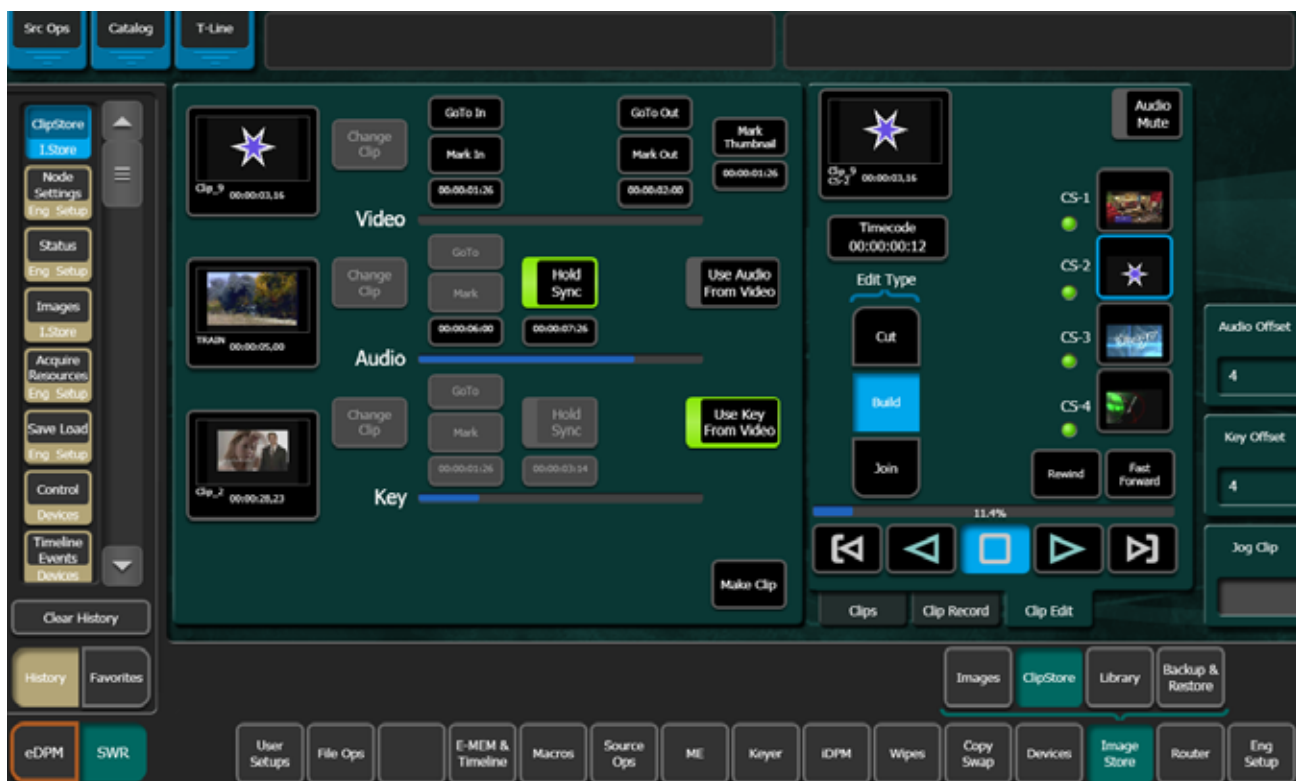 Src Ops
Catalog
T-Line
ClipStore
I.Store
Node
Settings
Eng Setup
Status
Eng Setup
Images
I.Store
Acquire
Resources
Eng Setup
Save Load
Eng Setup
Control
Devices
Timeline
Events
Devices
Clear History
History
Favorites
eDPM
SWR
Clip_9 00:00:03,16
Change
Clip
GoTo In
Mark In
00:00:01:26
GoTo Out
Mark Out
00:00:02:00
Mark
Thumbnail
00:00:01:26
Video
TRAIN 00:00:05,00
Change
Clip
GoTo
Mark
00:00:06:00
Hold
Sync
00:00:07:26
Use Audio
From Video
Audio
Clip_2 00:00:28,23
Change
Clip
GoTo
Mark
00:00:01:26
Hold
Sync
00:00:03:14
Use Key
From Video
Key
Make Clip
Clip_9
CS-2 00:00:03,16
Audio
Mute
Timecode
00:00:00:12
Edit Type
Cut
Build
Join
CS-1
CS-2
CS-3
CS-4
Rewind
Fast
Forward
11.4%
Clips
Clip Record
Clip Edit
Audio Offset
4
Key Offset
4
Jog Clip
Images
ClipStore
Library
Backup &
Restore
User
Setups
File Ops
E-MEM &
Timeline
Macros
Source
Ops
ME
Keyer
iDPM
Wipes
Copy
Swap
Devices
Image
Store
Router
Eng
Setup